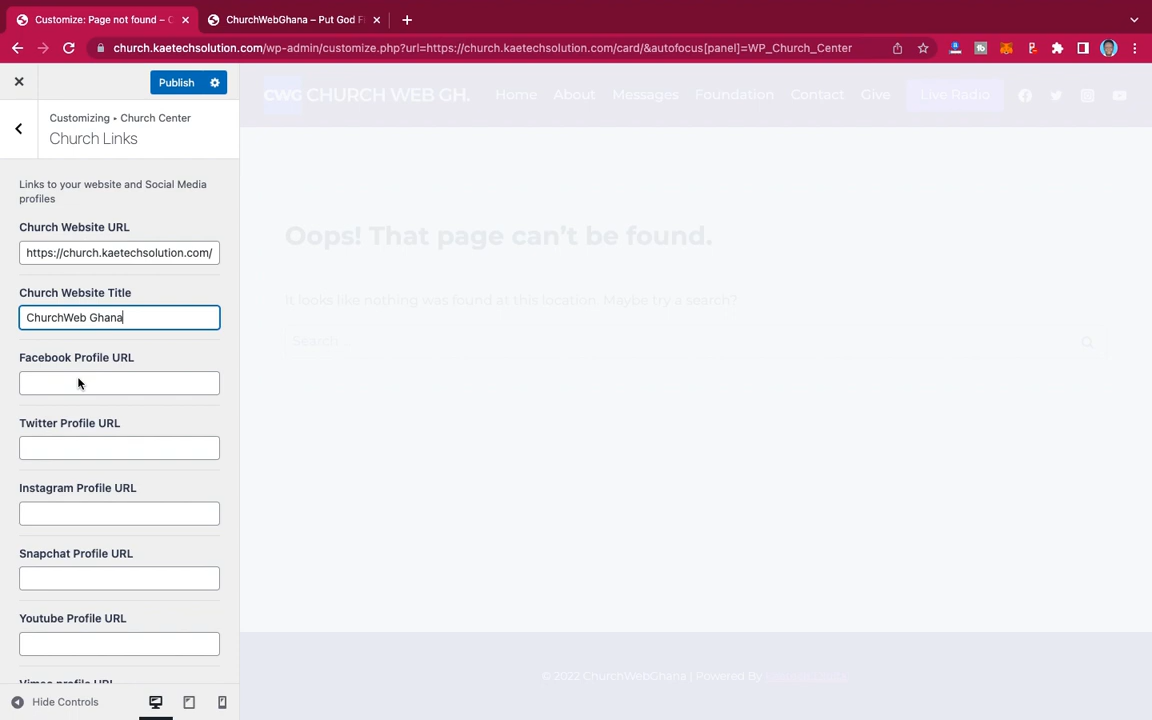 Customize: Page not found – C
ChurchWebGhana – Put God Fi
church.kaetechsolution.com/wp-admin/customize.php?url=https://church.kaetechsolution.com/card/&autofocus[panel]=WP_Church_Center
Publish
CWG CHURCH WEB GH.
Home
About
Messages
Foundation
Contact
Give
Live Radio
Customizing • Church Center
Church Links
Links to your website and Social Media
profiles
Church Website URL
https://church.kaetechsolution.com/
Church Website Title
ChurchWeb Ghana
Facebook Profile URL
Twitter Profile URL
Instagram Profile URL
Snapchat Profile URL
Youtube Profile URL
Vimeo profile URL
Hide Controls
Oops! That page can't be found.
It looks like nothing was found at this location. Maybe try a search?
Search ...
© 2022 ChurchWebGhana | Powered By